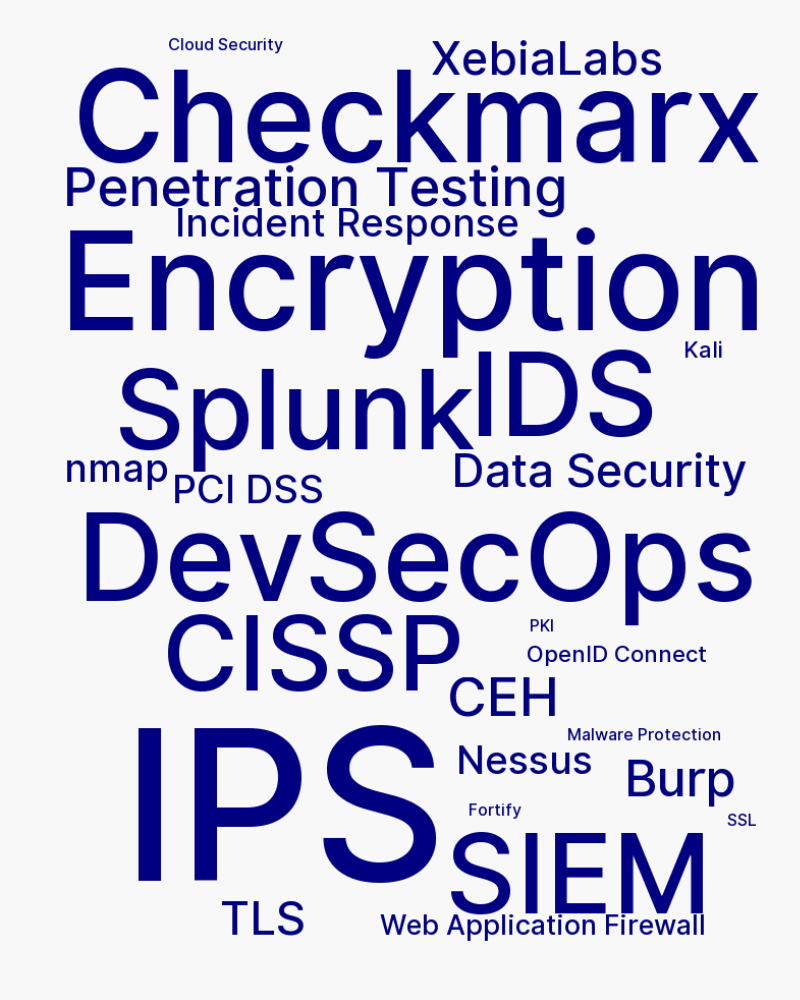 Cloud Security
XebiaLabs
Checkmarx
Penetration Testing
Incident Response
Encryption
Kali
Splunk
IDS
nmap
Data Security
PCI DSS
DevSecOps
CISSP
PKI
OpenID Connect
CEH
IPS
Malware Protection
Nessus
Burp
Fortify
SSL
SIEM
TLS
Web Application Firewall